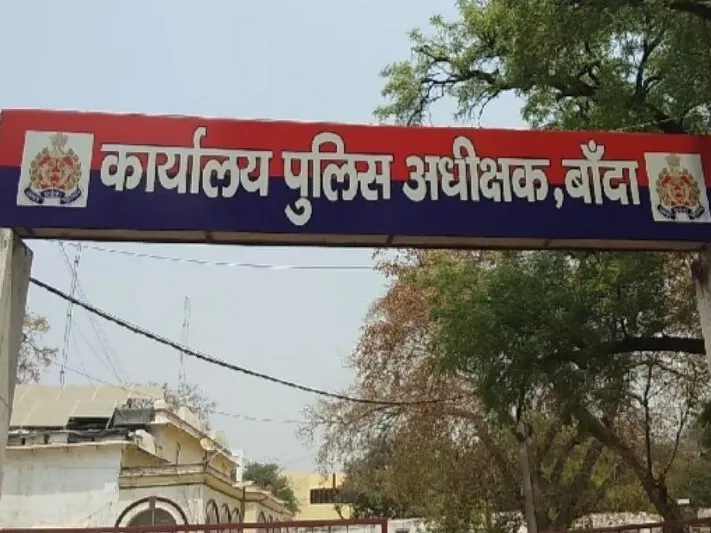 कार्यालय पुलिस अधीक्षक, बाँदा